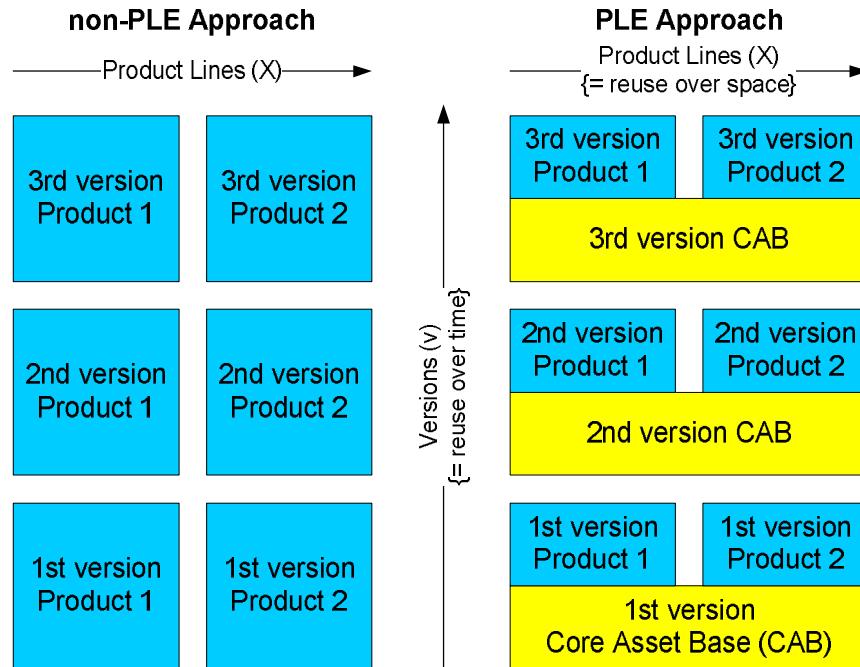 non-PLE Approach
Product Lines (X)
3rd version
Product 1
3rd version
Product 2
2nd version
Product 1
2nd version
Product 2
1st version
Product 1
1st version
Product 2
Versions (v)
{= reuse over time}
PLE Approach
Product Lines (X)
{= reuse over space}
3rd version
Product 1
3rd version
Product 2
3rd version CAB
2nd version
Product 1
2nd version
Product 2
2nd version CAB
1st version
Product 1
1st version
Product 2
1st version
Core Asset Base (CAB)